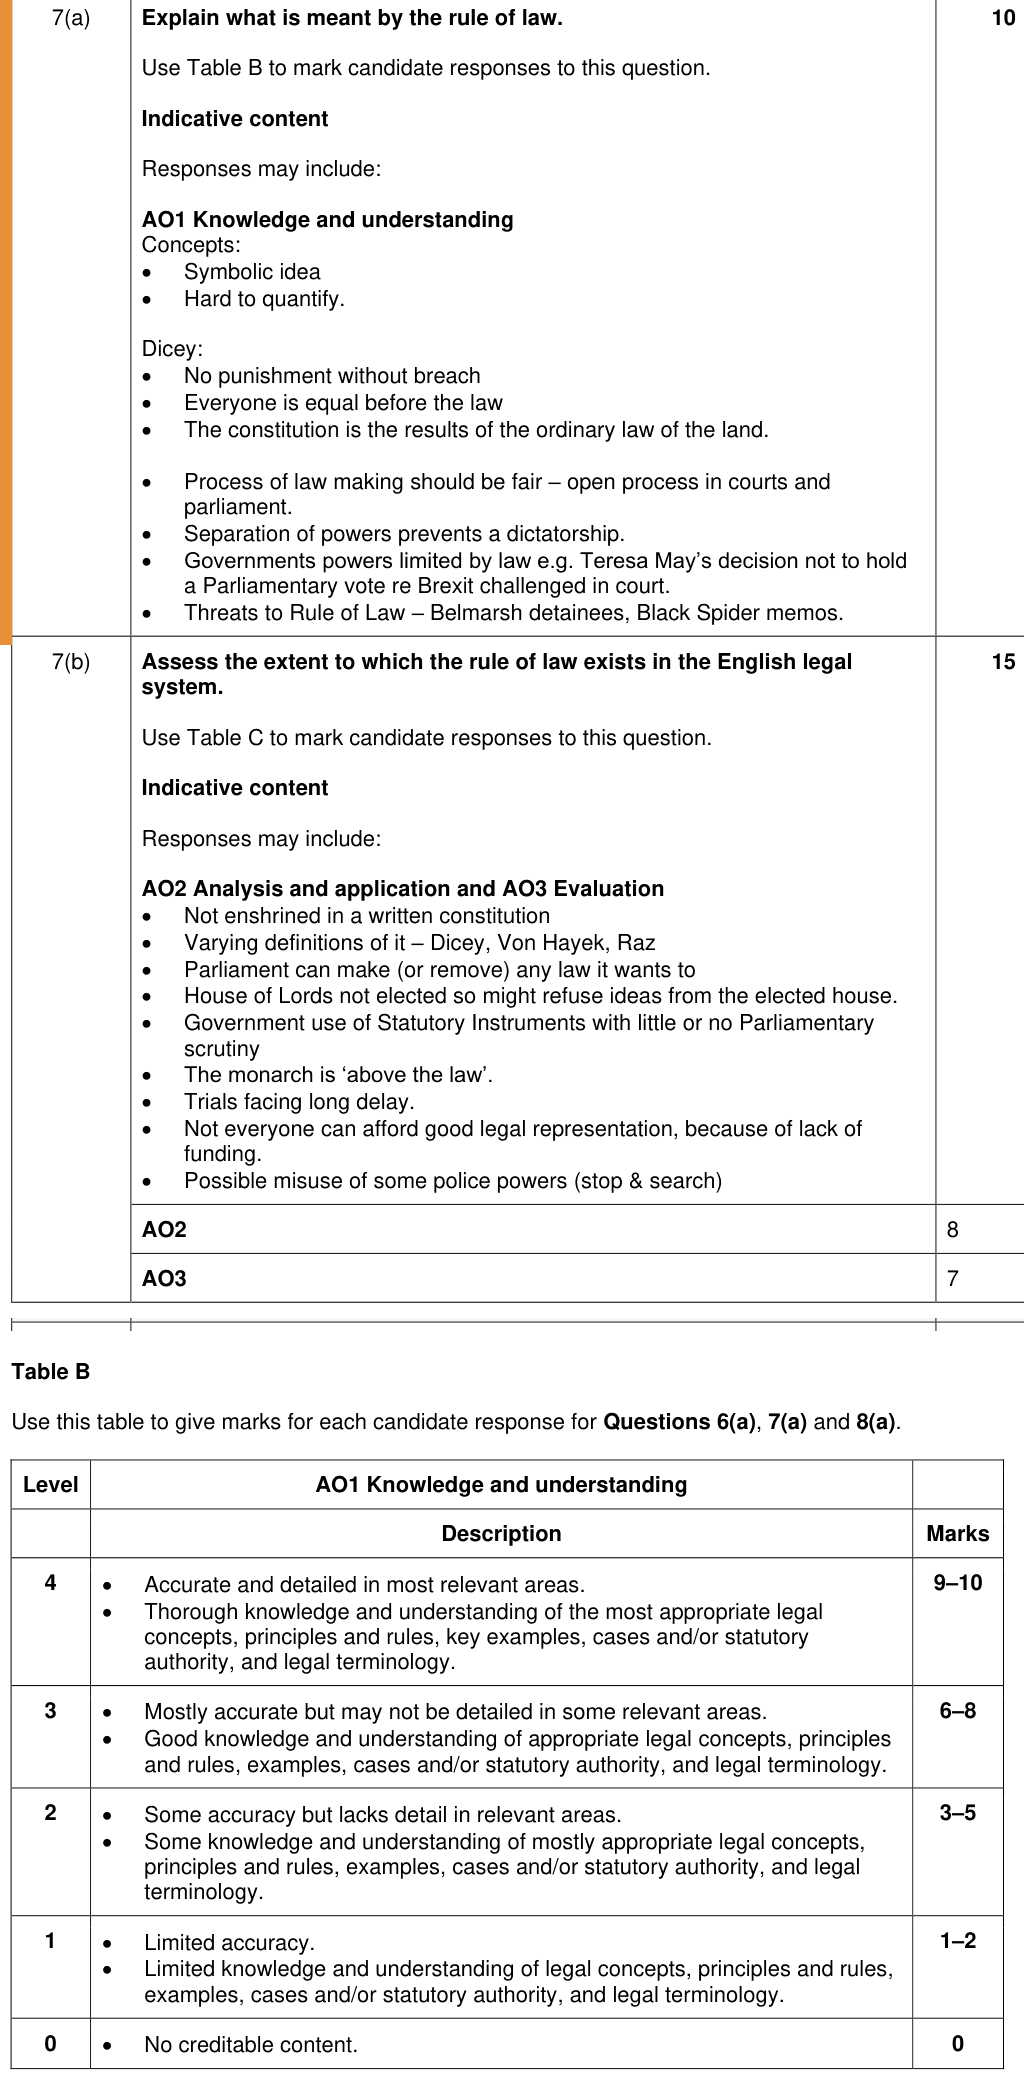 7(a) Explain what is meant by the rule of law. 10
Use Table B to mark candidate responses to this question.
Indicative content
Responses may include:
AO1 Knowledge and understanding
Concepts:
• Symbolic idea
• Hard to quantify.
Dicey:
• No punishment without breach
• Everyone is equal before the law
• The constitution is the results of the ordinary law of the land.
• Process of law making should be fair – open process in courts and
parliament.
• Separation of powers prevents a dictatorship.
• Governments powers limited by law e.g. Teresa May's decision not to hold
a Parliamentary vote re Brexit challenged in court.
• Threats to Rule of Law – Belmarsh detainees, Black Spider memos.
7(b) Assess the extent to which the rule of law exists in the English legal 15
system.
Use Table C to mark candidate responses to this question.
Indicative content
Responses may include:
AO2 Analysis and application and AO3 Evaluation
• Not enshrined in a written constitution
• Varying definitions of it – Dicey, Von Hayek, Raz
• Parliament can make (or remove) any law it wants to
• House of Lords not elected so might refuse ideas from the elected house.
• Government use of Statutory Instruments with little or no Parliamentary
scrutiny
• The monarch is 'above the law'.
• Trials facing long delay.
• Not everyone can afford good legal representation, because of lack of
funding.
• Possible misuse of some police powers (stop & search)
AO2 8
AO3 7
Table B
Use this table to give marks for each candidate response for Questions 6(a), 7(a) and 8(a).
Level AO1 Knowledge and understanding
Description Marks
4 • Accurate and detailed in most relevant areas. 9–10
• Thorough knowledge and understanding of the most appropriate legal
concepts, principles and rules, key examples, cases and/or statutory
authority, and legal terminology.
3 • Mostly accurate but may not be detailed in some relevant areas. 6–8
• Good knowledge and understanding of appropriate legal concepts, principles
and rules, examples, cases and/or statutory authority, and legal terminology.
2 • Some accuracy but lacks detail in relevant areas. 3–5
• Some knowledge and understanding of mostly appropriate legal concepts,
principles and rules, examples, cases and/or statutory authority, and legal
terminology.
1 • Limited accuracy. 1–2
• Limited knowledge and understanding of legal concepts, principles and rules,
examples, cases and/or statutory authority, and legal terminology.
0 • No creditable content. 0